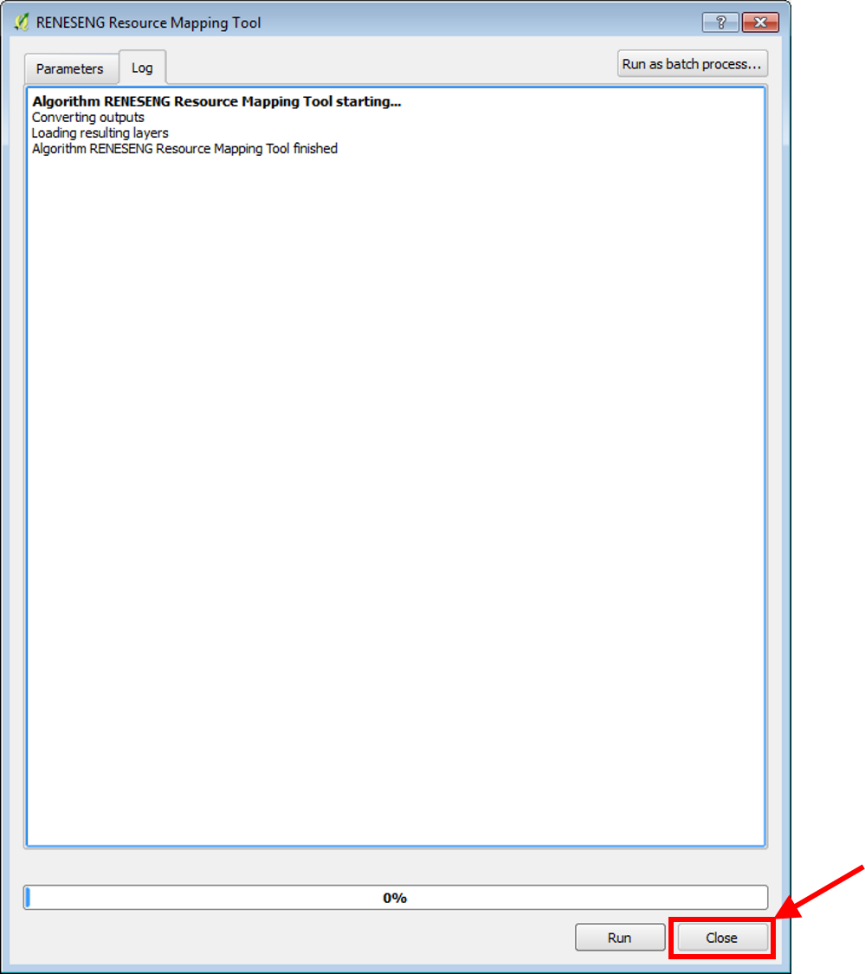 RENESENG Resource Mapping Tool
?
Parameters
Log
Run as batch process...
Algorithm RENESENG Resource Mapping Tool starting...
Converting outputs
Loading resulting layers
Algorithm RENESENG Resource Mapping Tool finished
0%
Run
Close